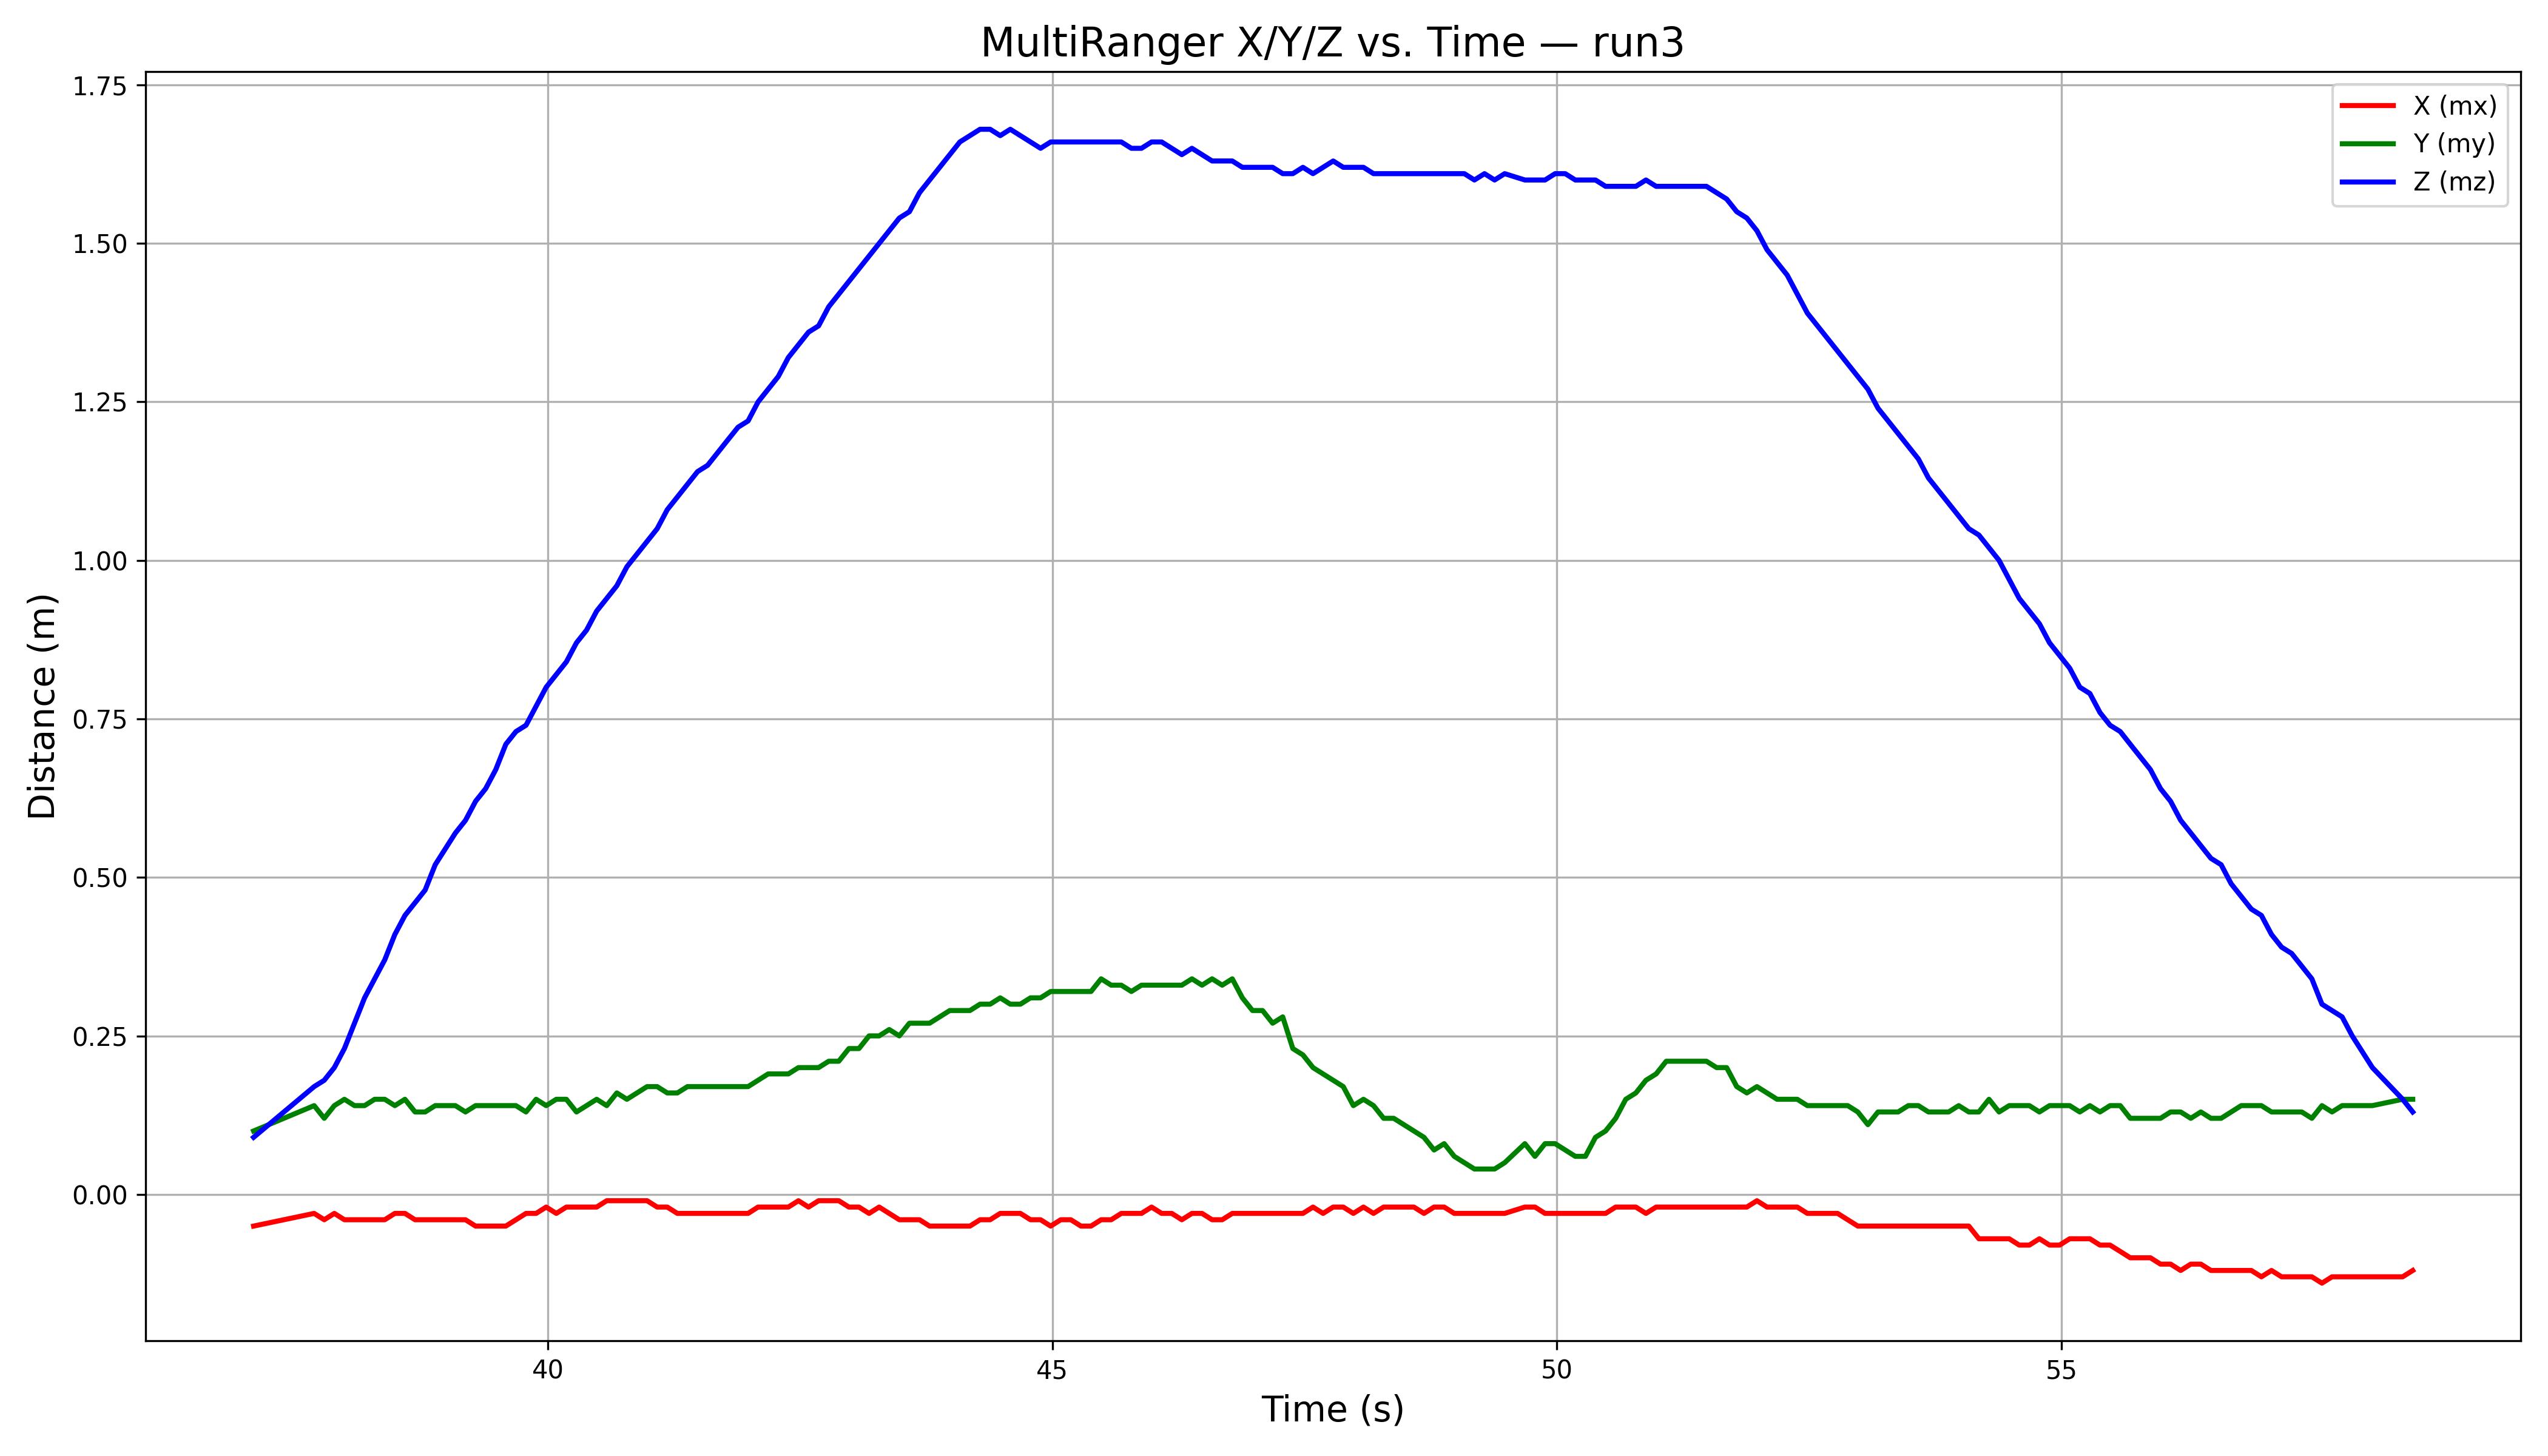 MultiRanger X/Y/Z vs. Time — run3
X (mx)
Y (my)
Z (mz)
Distance (m)
1.75
1.50
1.25
1.00
0.75
0.50
0.25
0.00
40
45
50
55
Time (s)